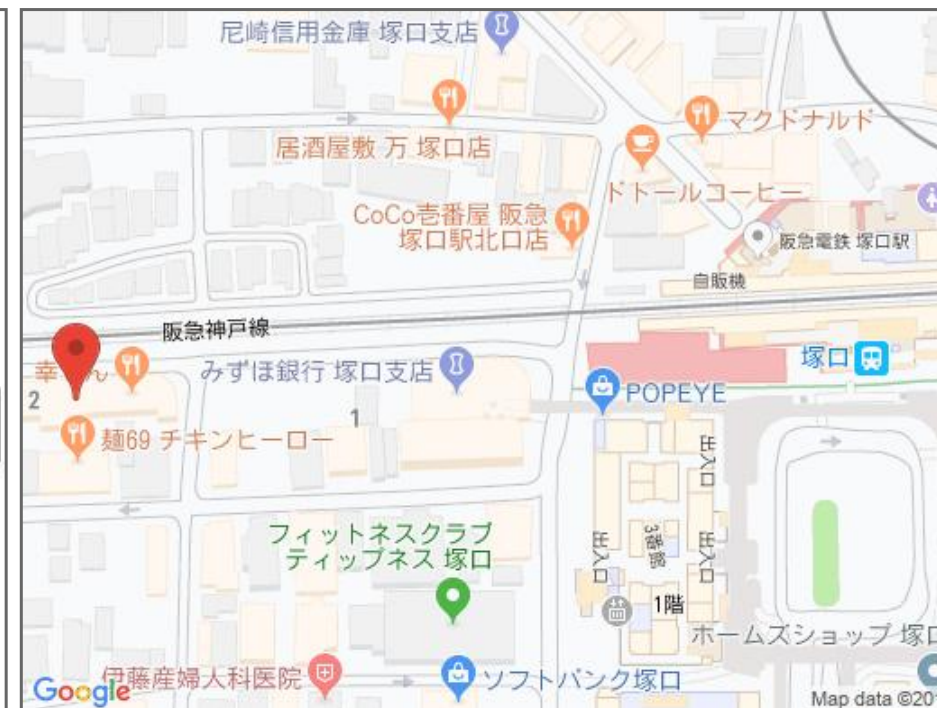 尼崎信用金庫 塚口支店
マクドナルド
居酒屋敷 万 塚口店
ドトールコーヒー
CoCo壱番屋 阪急
塚口駅北口店
阪急電鉄 塚口駅
自販機
阪急神戸線
塚口
みずほ銀行 塚口支店
POPEYE
2
1
麺69 チキンヒーロー
出入口
フィットネスクラブ
ティップネス 塚口
出入口
3番館
出入口
1階
ホームズショップ 塚口
伊藤産婦人科医院
ソフトバンク塚口
Google
Map data ©201